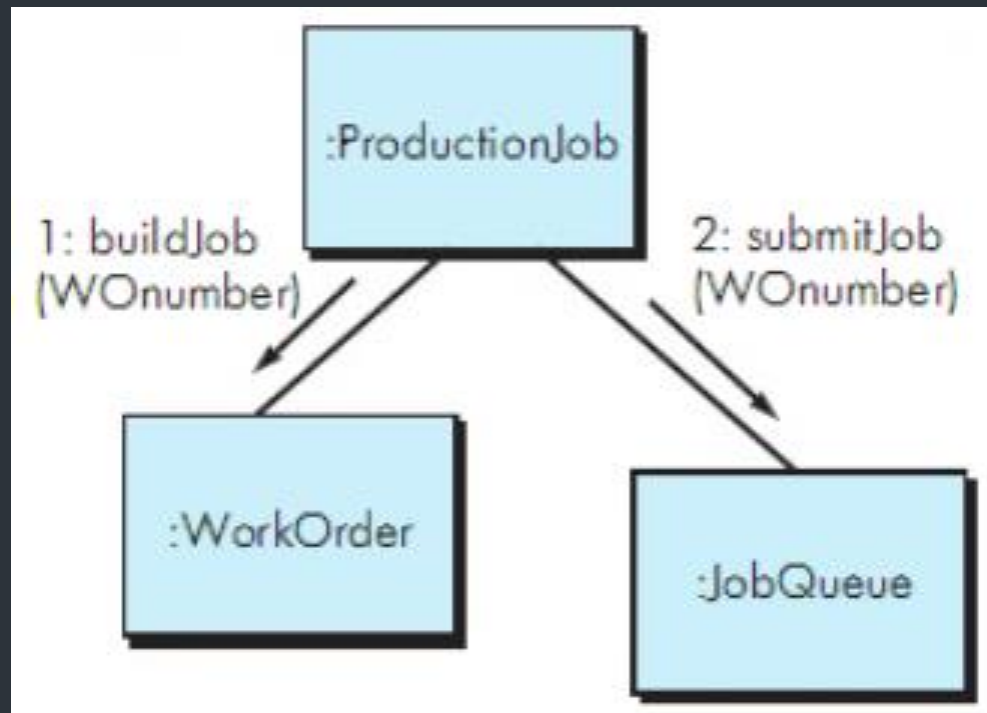 :ProductionJob
1: buildJob
(WOnumber)
2: submitJob
(WOnumber)
:WorkOrder
:JobQueue